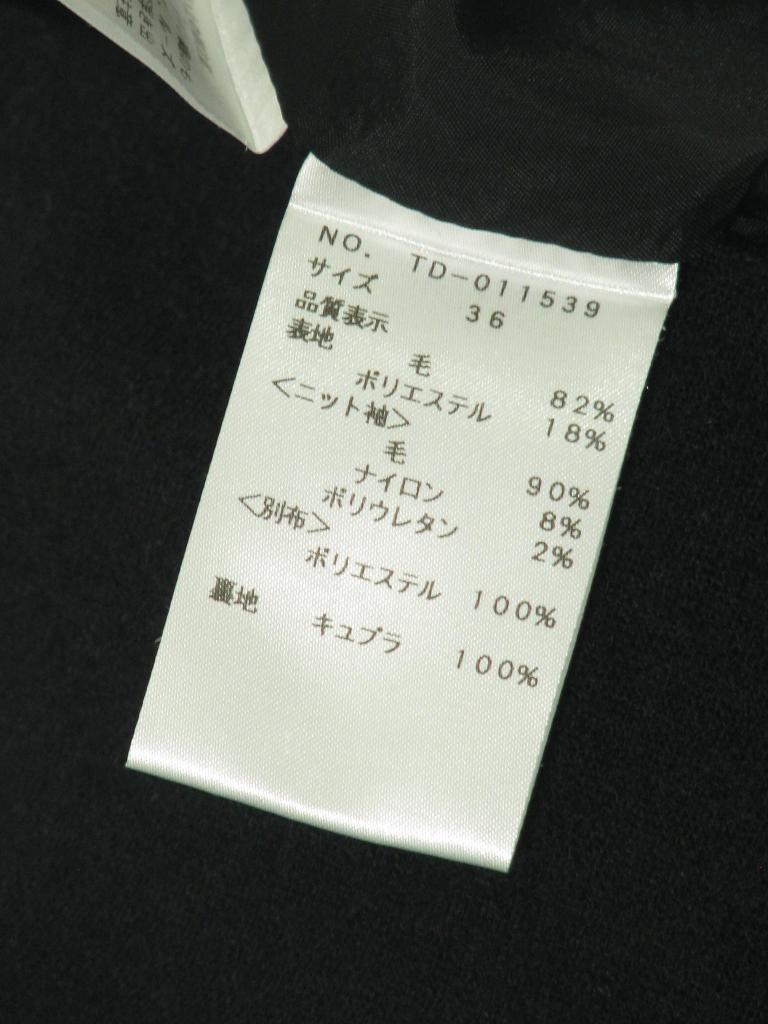 NO. TD-011539
サイズ 36
品質表示
表地
毛 82%
ポリエステル 18%
<ニット袖>
毛 90%
ナイロン 8%
ポリウレタン 2%
<別布>
ポリエステル 100%
裏地
キュプラ 100%